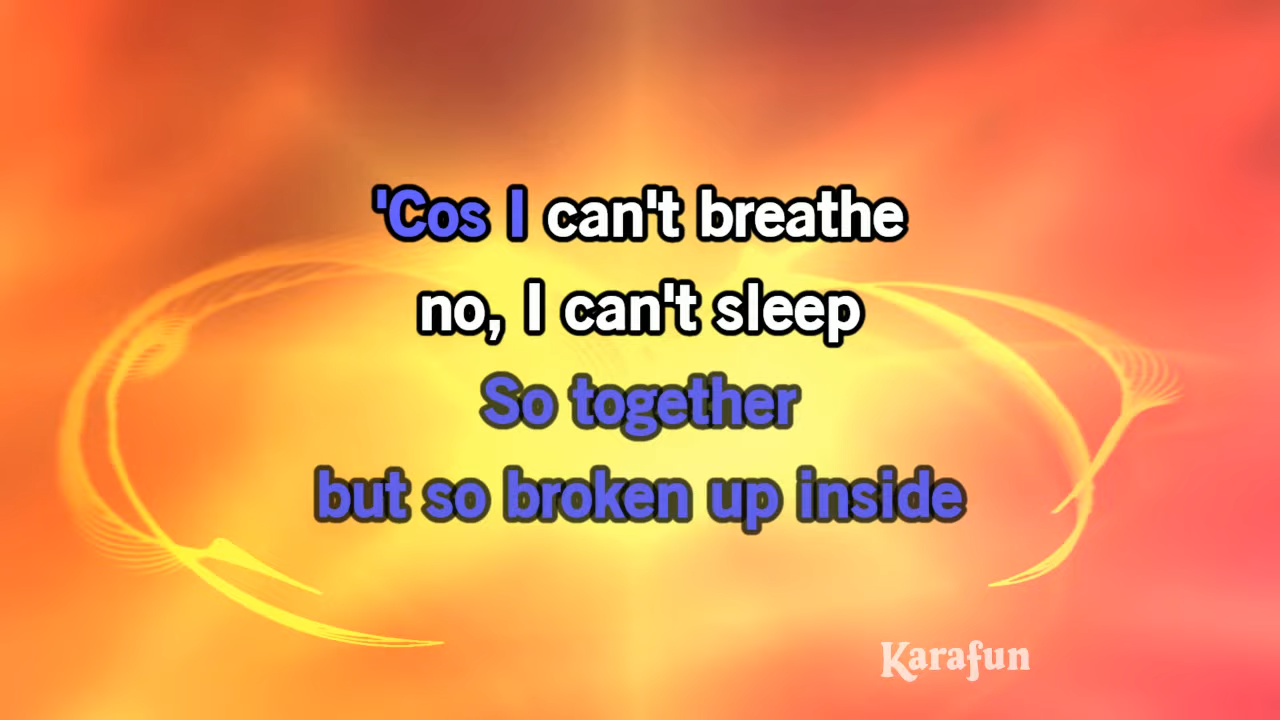 'Cos I can't breathe
no, I can't sleep
So together
but so broken up inside
Karafun